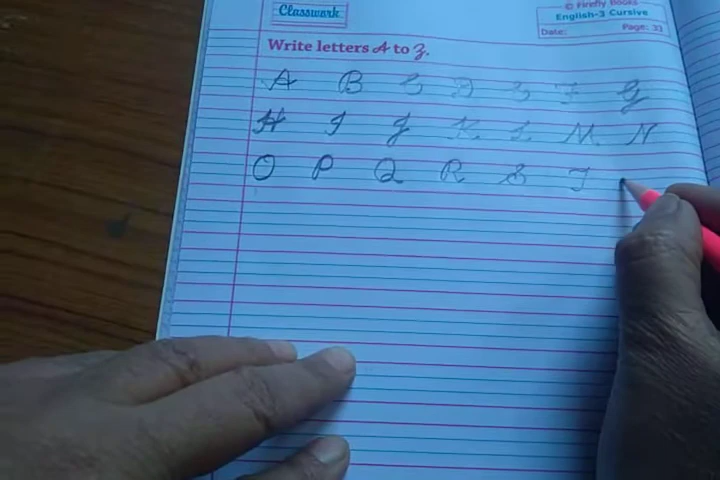 © Firefly Books
Classwork
English-3 Cursive
Date: Page: 33
Write letters A to Z.
A B C D E F G
H I J K L M N
O P Q R S T